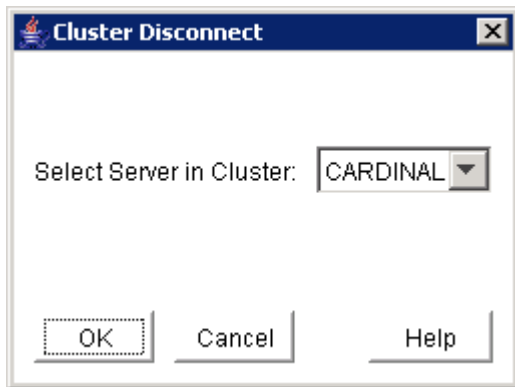 Cluster Disconnect
Select Server in Cluster: CARDINAL
OK Cancel Help